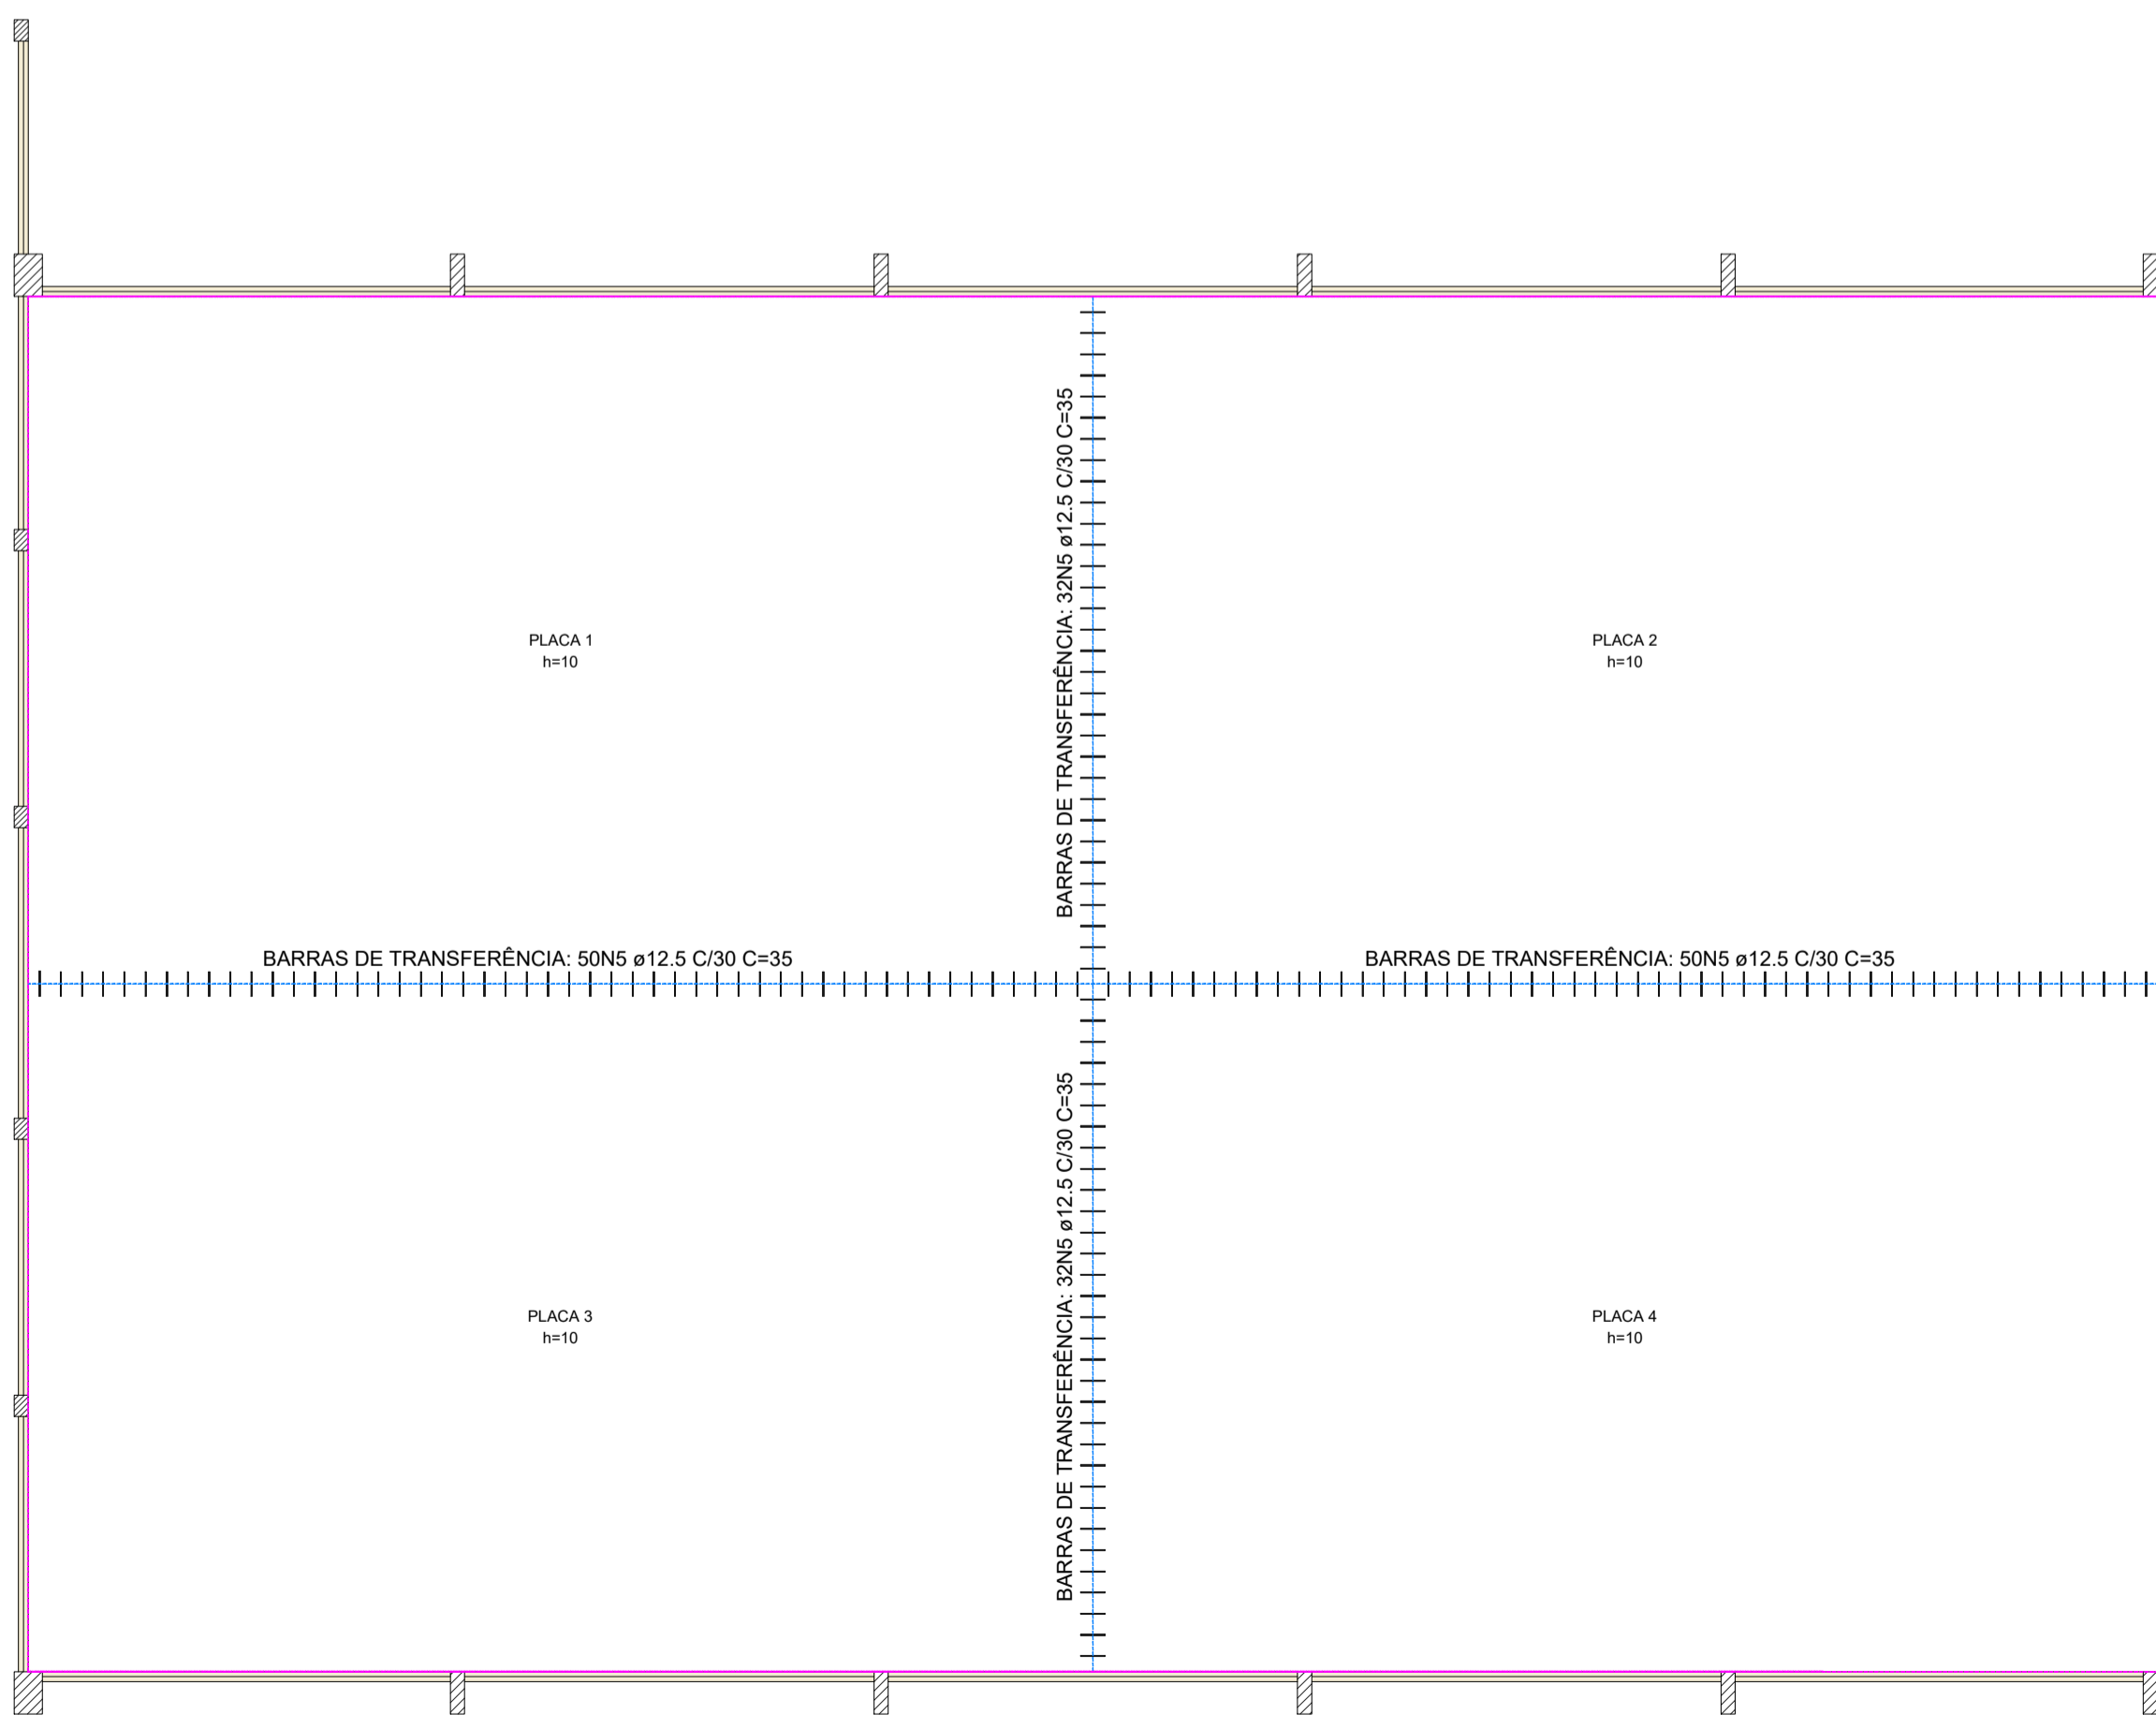 BARRAS DE TRANSFERÊNCIA: 32N5 ø12.5 C/30 C=35
PLACA 1
h=10
PLACA 2
h=10
BARRAS DE TRANSFERÊNCIA: 50N5 ø12.5 C/30 C=35
BARRAS DE TRANSFERÊNCIA: 50N5 ø12.5 C/30 C=35
BARRAS DE TRANSFERÊNCIA: 32N5 ø12.5 C/30 C=35
PLACA 3
h=10
PLACA 4
h=10